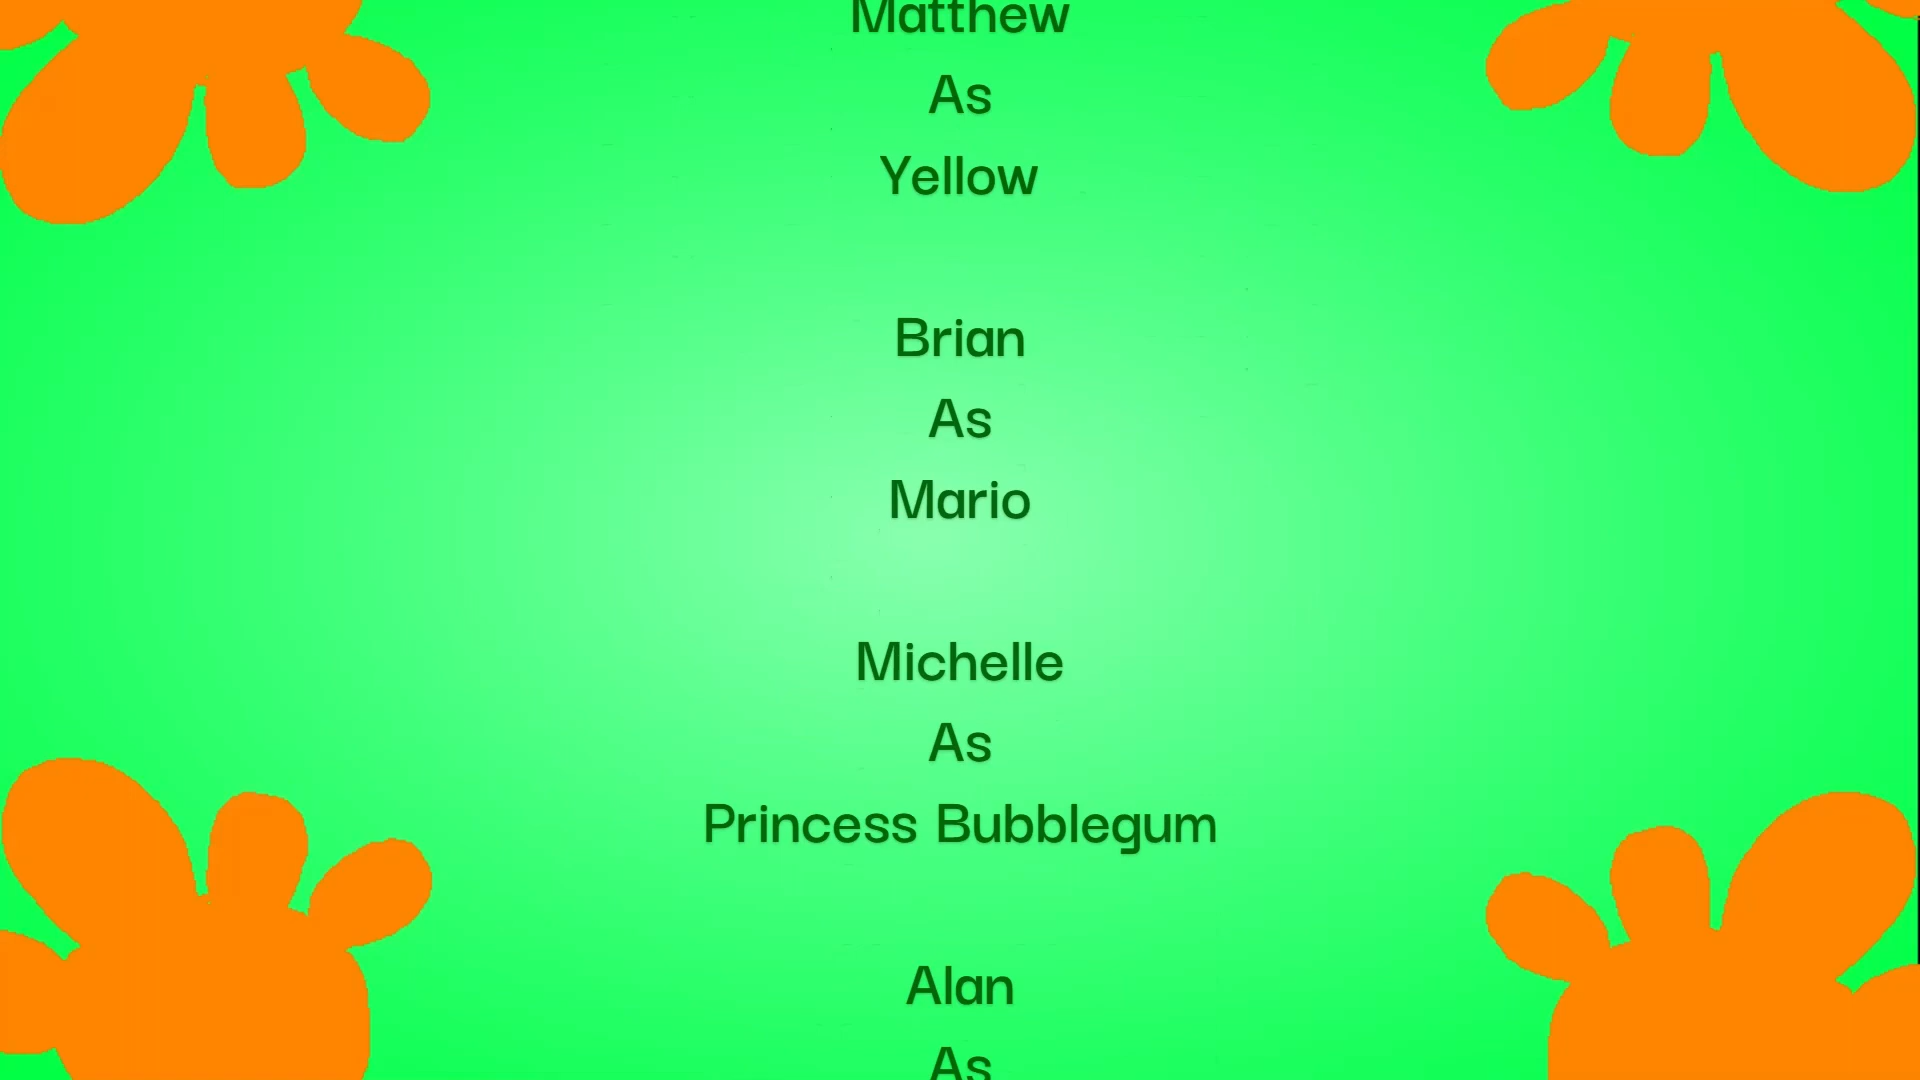 Matthew
As
Yellow
Brian
As
Mario
Michelle
As
Princess Bubblegum
Alan
As